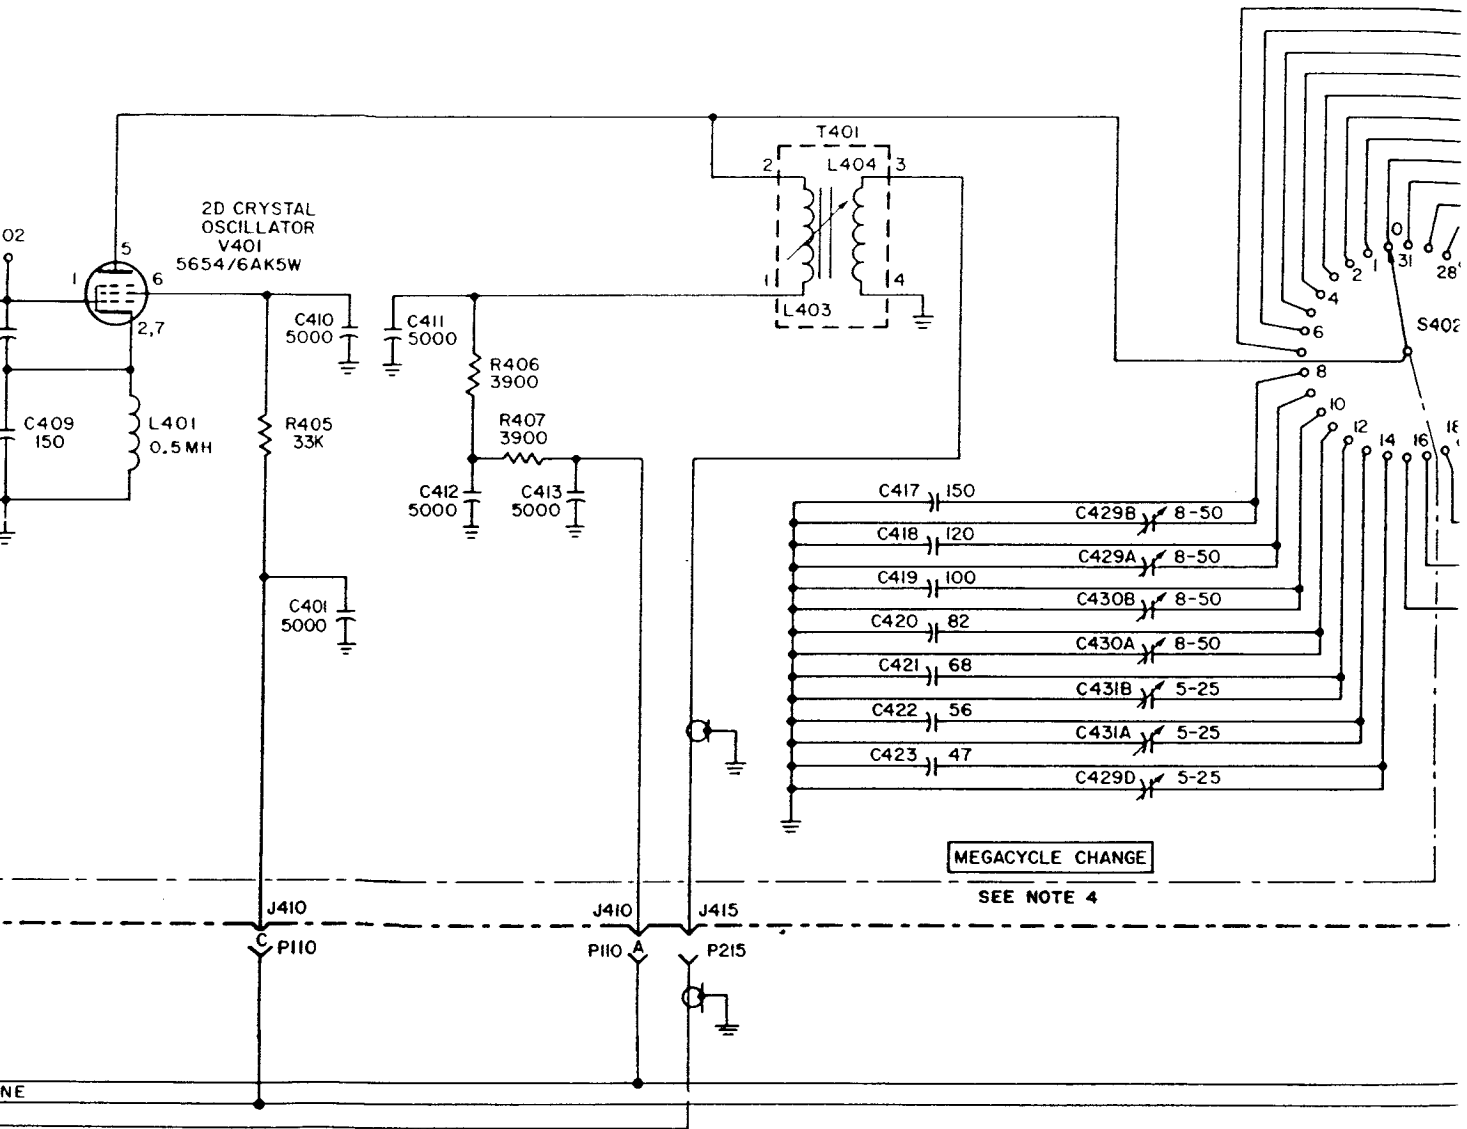 T401
2 L404 3
2D CRYSTAL
OSCILLATOR
V401
5654/6AK5W
02
5
1 6
2,7
1 4
L403
C410
5000
C411
5000
R406
3900
R407
3900
C409
150
L401
0.5MH
R405
33K
C412
5000
C413
5000
C401
5000
0
1 31
2 28
4
6
8
10
12
14 16 18
S402
C417 150
C429B 8-50
C418 120
C429A 8-50
C419 100
C430B 8-50
C420 82
C430A 8-50
C421 68
C431B 5-25
C422 56
C431A 5-25
C423 47
C429D 5-25
MEGACYCLE CHANGE
SEE NOTE 4
J410
C P110
J410 J415
P110 A P215
NE